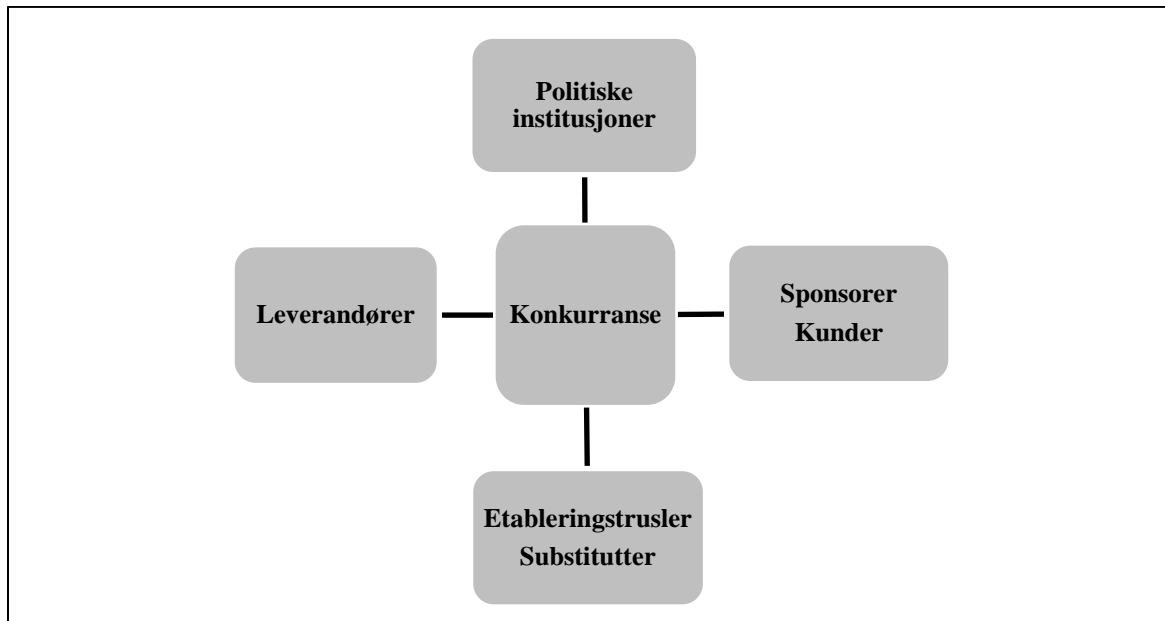 Politiske
institusjoner
Leverandører
Konkurranse
Sponsorer
Kunder
Etableringstrusler
Substitutter